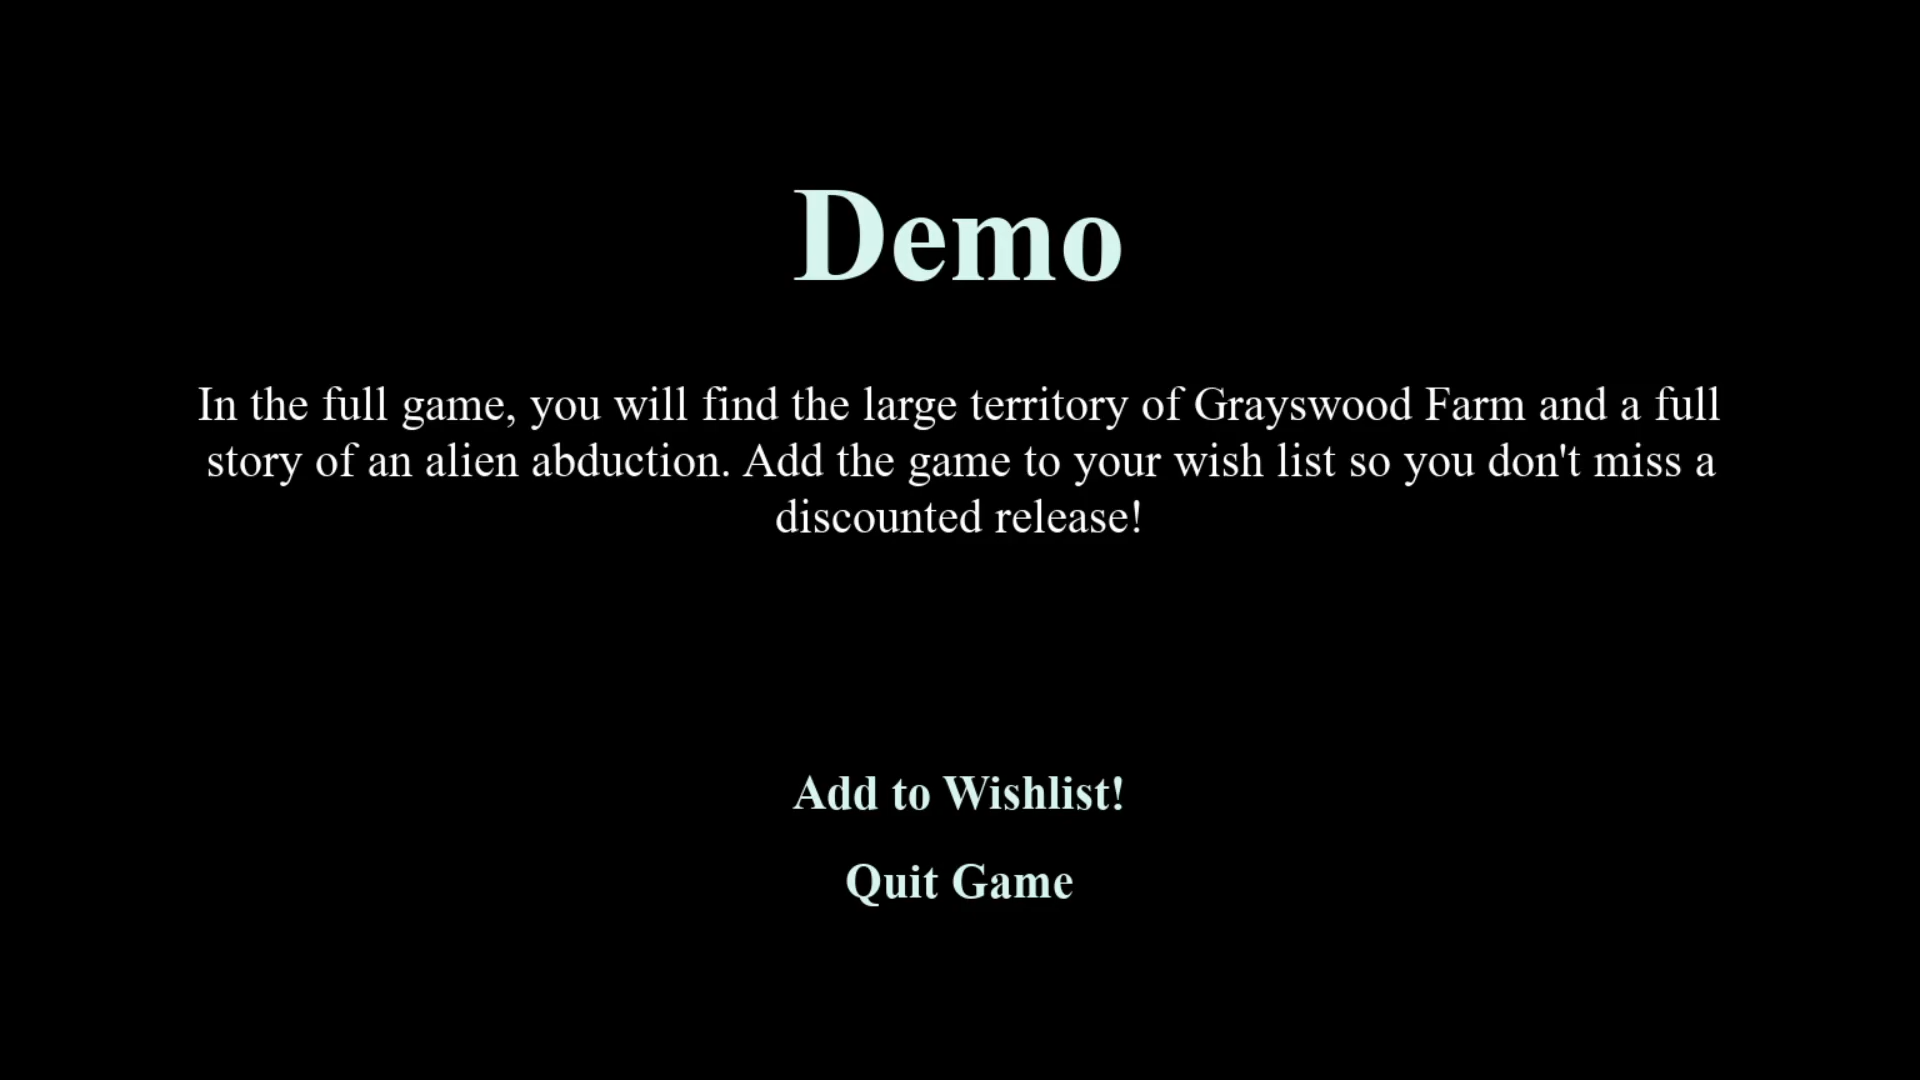 Demo
In the full game, you will find the large territory of Grayswood Farm and a full
story of an alien abduction. Add the game to your wish list so you don't miss a
discounted release!
Add to Wishlist!
Quit Game